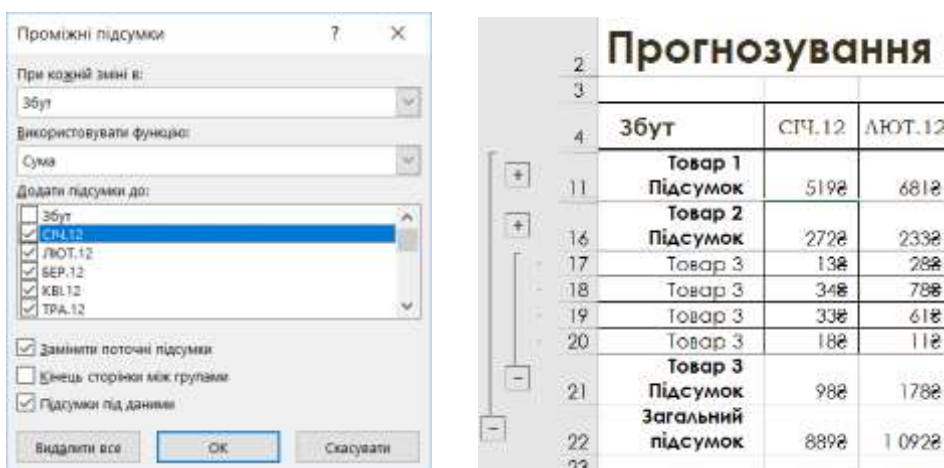 Проміжні підсумки ? ×
При кожній зміні в:
Збут
Використовувати функцію:
Сума
Додати підсумки до:
Збут
СІЧ.12
ЛЮТ.12
БЕР.12
КВІ.12
ТРА.12
Замінити поточні підсумки
Кінець сторінки між групами
Підсумки під даними
Видалити все OK Скасувати
2 Прогнозування
3
4 Збут СІЧ.12 ЛЮТ.12
Товар 1
11 Підсумок 519₴ 681₴
Товар 2
16 Підсумок 272₴ 233₴
17 Товар 3 13₴ 28₴
18 Товар 3 34₴ 78₴
19 Товар 3 33₴ 61₴
20 Товар 3 18₴ 11₴
Товар 3
21 Підсумок 98₴ 178₴
Загальний
22 підсумок 889₴ 1 092₴
23